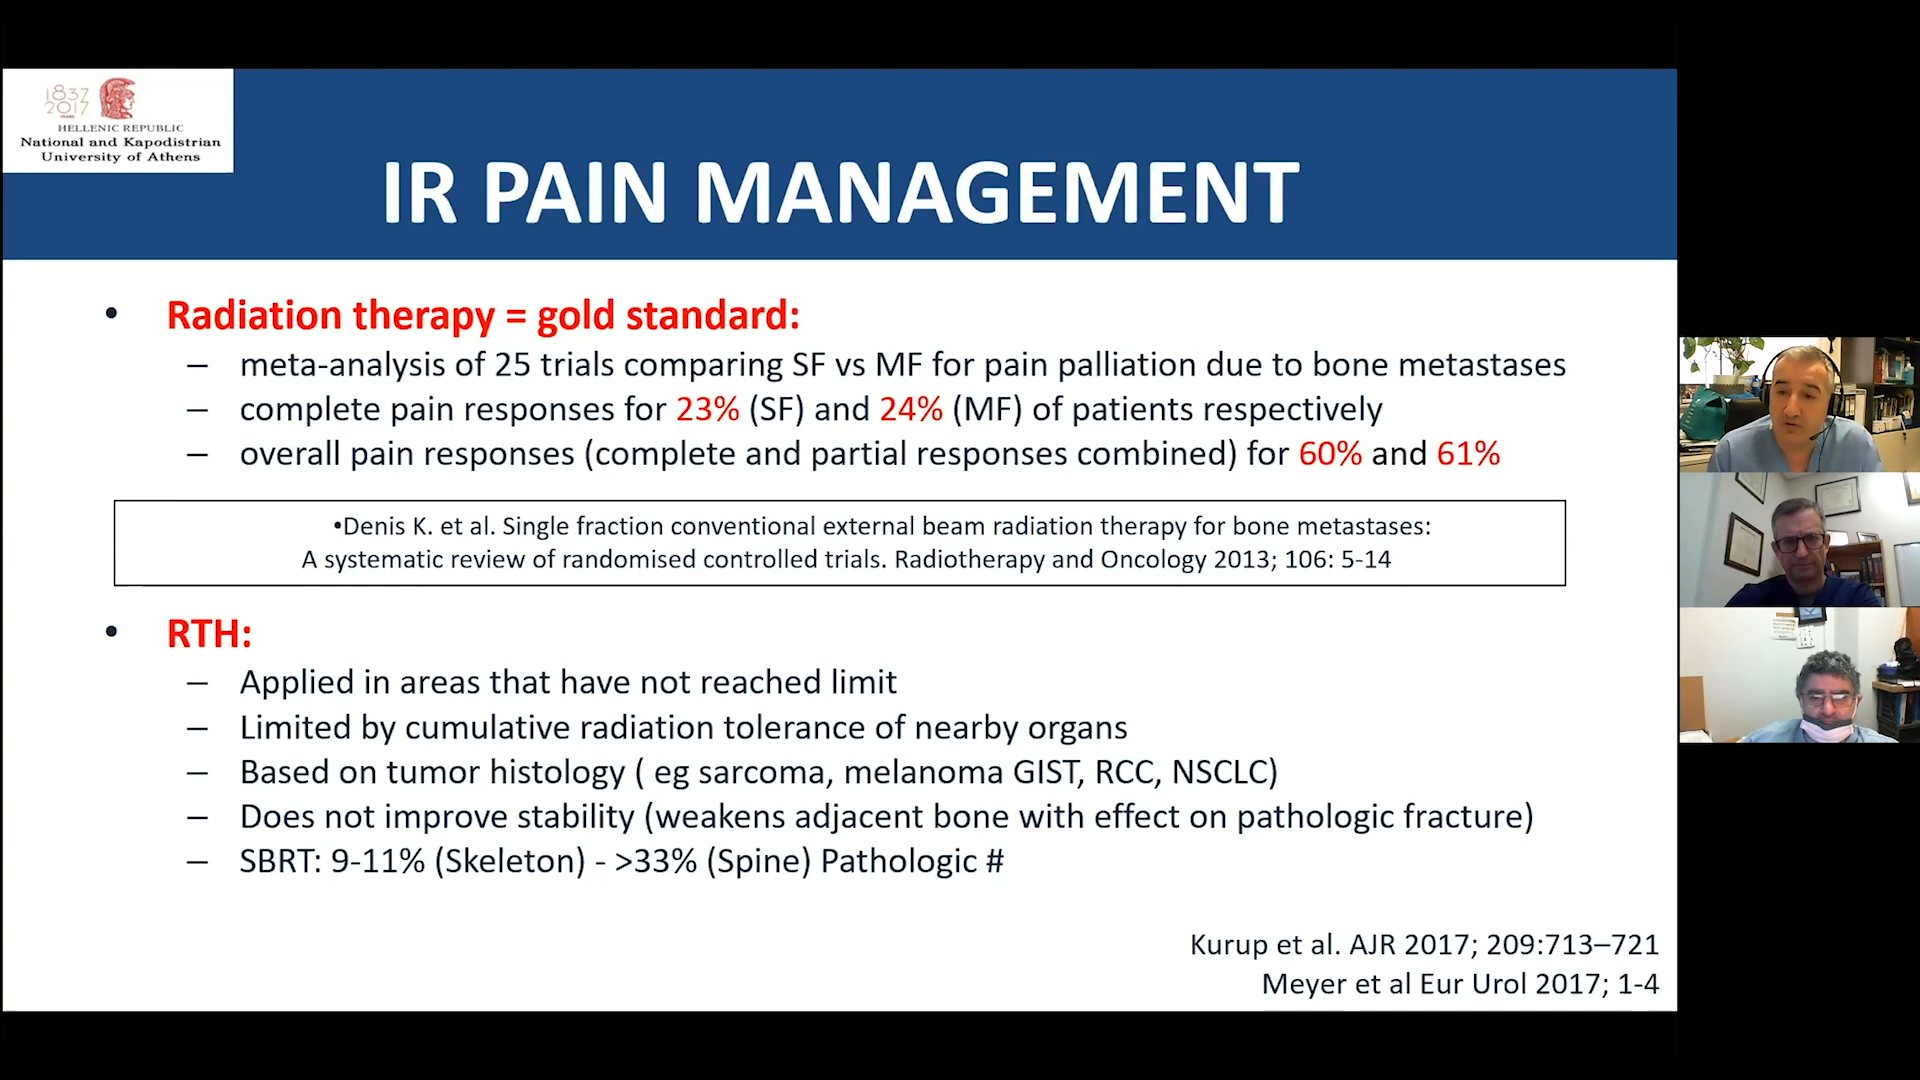 1837
2017
YEARS
HELLENIC REPUBLIC
National and Kapodistrian
University of Athens
IR PAIN MANAGEMENT
• Radiation therapy = gold standard:
– meta-analysis of 25 trials comparing SF vs MF for pain palliation due to bone metastases
– complete pain responses for 23% (SF) and 24% (MF) of patients respectively
– overall pain responses (complete and partial responses combined) for 60% and 61%
•Denis K. et al. Single fraction conventional external beam radiation therapy for bone metastases:
A systematic review of randomised controlled trials. Radiotherapy and Oncology 2013; 106: 5-14
• RTH:
– Applied in areas that have not reached limit
– Limited by cumulative radiation tolerance of nearby organs
– Based on tumor histology ( eg sarcoma, melanoma GIST, RCC, NSCLC)
– Does not improve stability (weakens adjacent bone with effect on pathologic fracture)
– SBRT: 9-11% (Skeleton) - >33% (Spine) Pathologic #
Kurup et al. AJR 2017; 209:713–721
Meyer et al Eur Urol 2017; 1-4